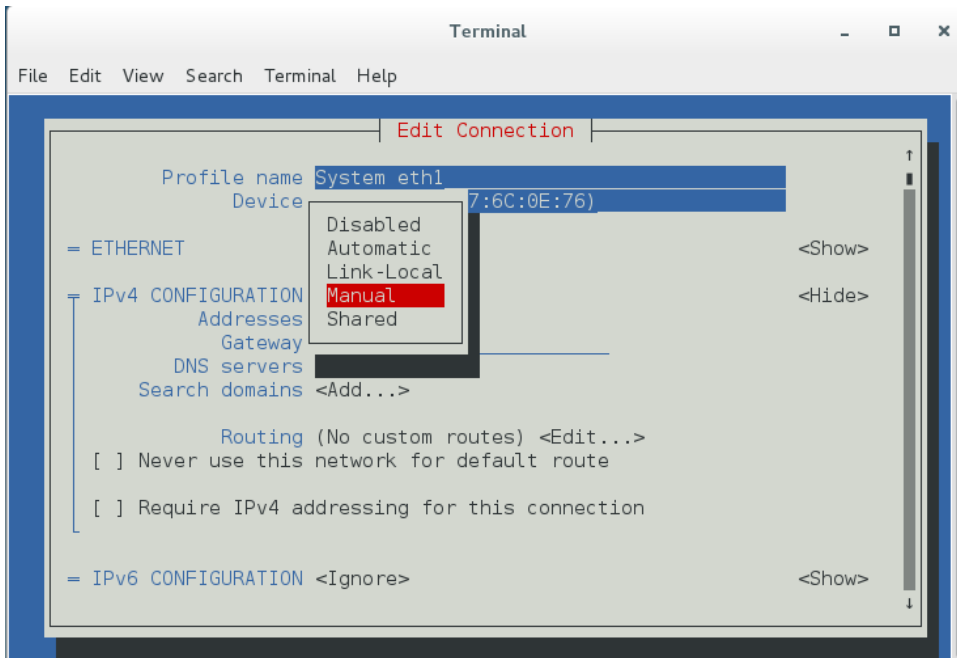 Terminal
File Edit View Search Terminal Help
Edit Connection
Profile name System eth1
Device 7:6C:0E:76)
Disabled
= ETHERNET Automatic <Show>
Link-Local
IPv4 CONFIGURATION Manual <Hide>
Addresses Shared
Gateway
DNS servers
Search domains <Add...>
Routing (No custom routes) <Edit...>
[ ] Never use this network for default route
[ ] Require IPv4 addressing for this connection
= IPv6 CONFIGURATION <Ignore> <Show>